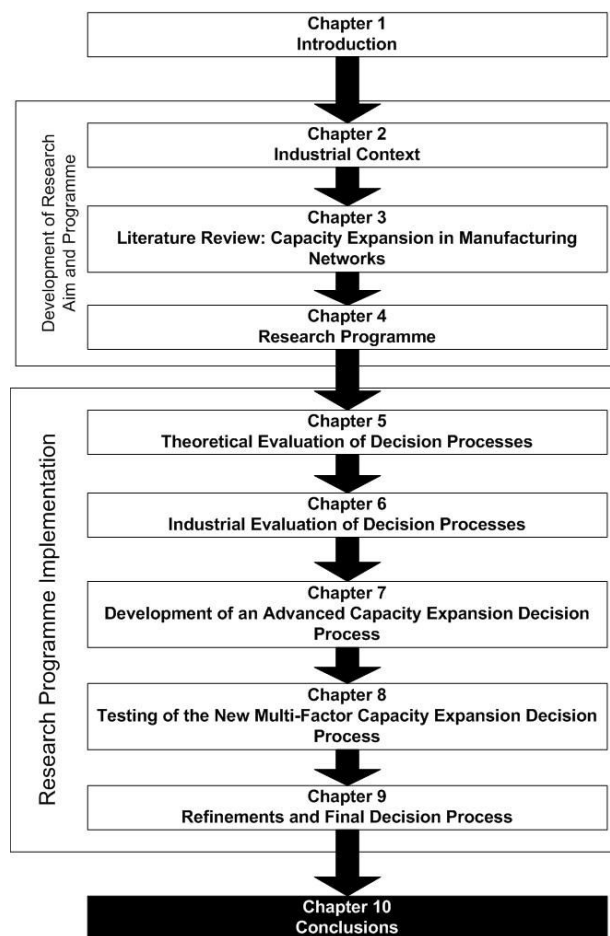 Chapter 1
Introduction
Development of Research
Aim and Programme
Chapter 2
Industrial Context
Chapter 3
Literature Review: Capacity Expansion in Manufacturing
Networks
Chapter 4
Research Programme
Research Programme Implementation
Chapter 5
Theoretical Evaluation of Decision Processes
Chapter 6
Industrial Evaluation of Decision Processes
Chapter 7
Development of an Advanced Capacity Expansion Decision
Process
Chapter 8
Testing of the New Multi-Factor Capacity Expansion Decision
Process
Chapter 9
Refinements and Final Decision Process
Chapter 10
Conclusions